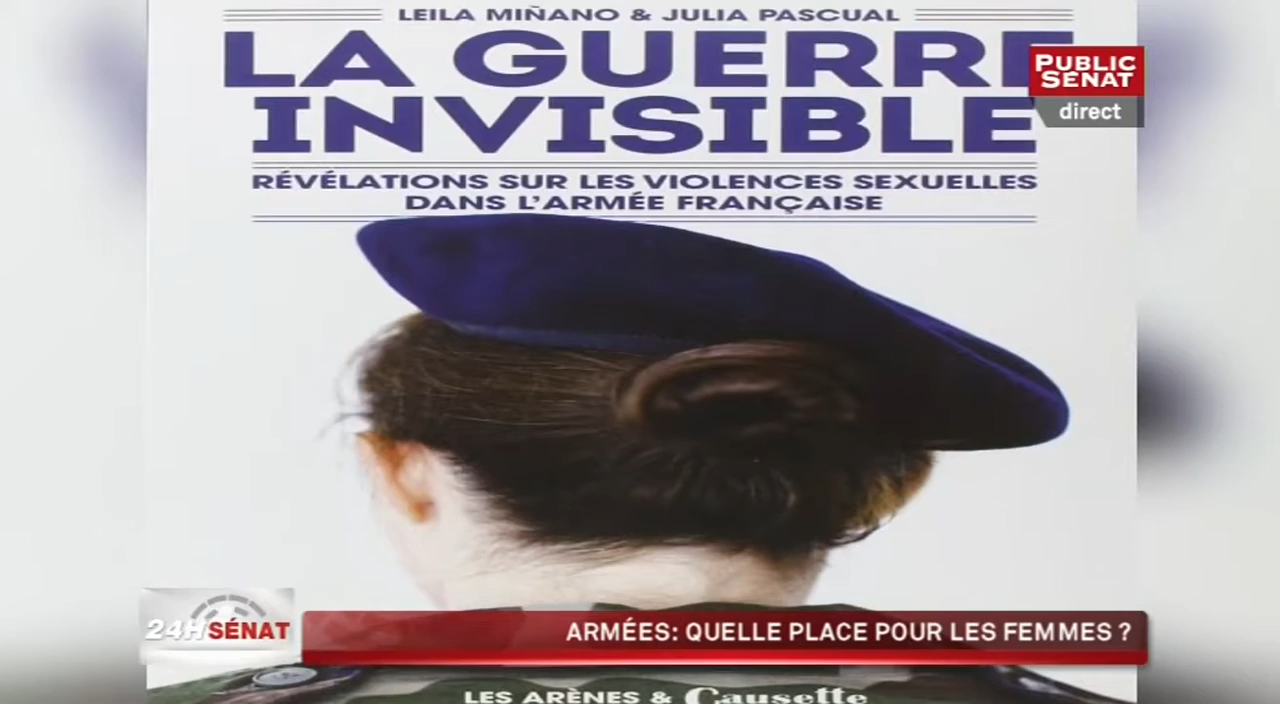 LEILA MIÑANO & JULIA PASCUAL
LA GUERRE
INVISIBLE
RÉVÉLATIONS SUR LES VIOLENCES SEXUELLES
DANS L'ARMÉE FRANÇAISE
PUBLIC
SÉNAT
direct
24H SÉNAT
ARMÉES: QUELLE PLACE POUR LES FEMMES ?
LES ARÈNES & Causette